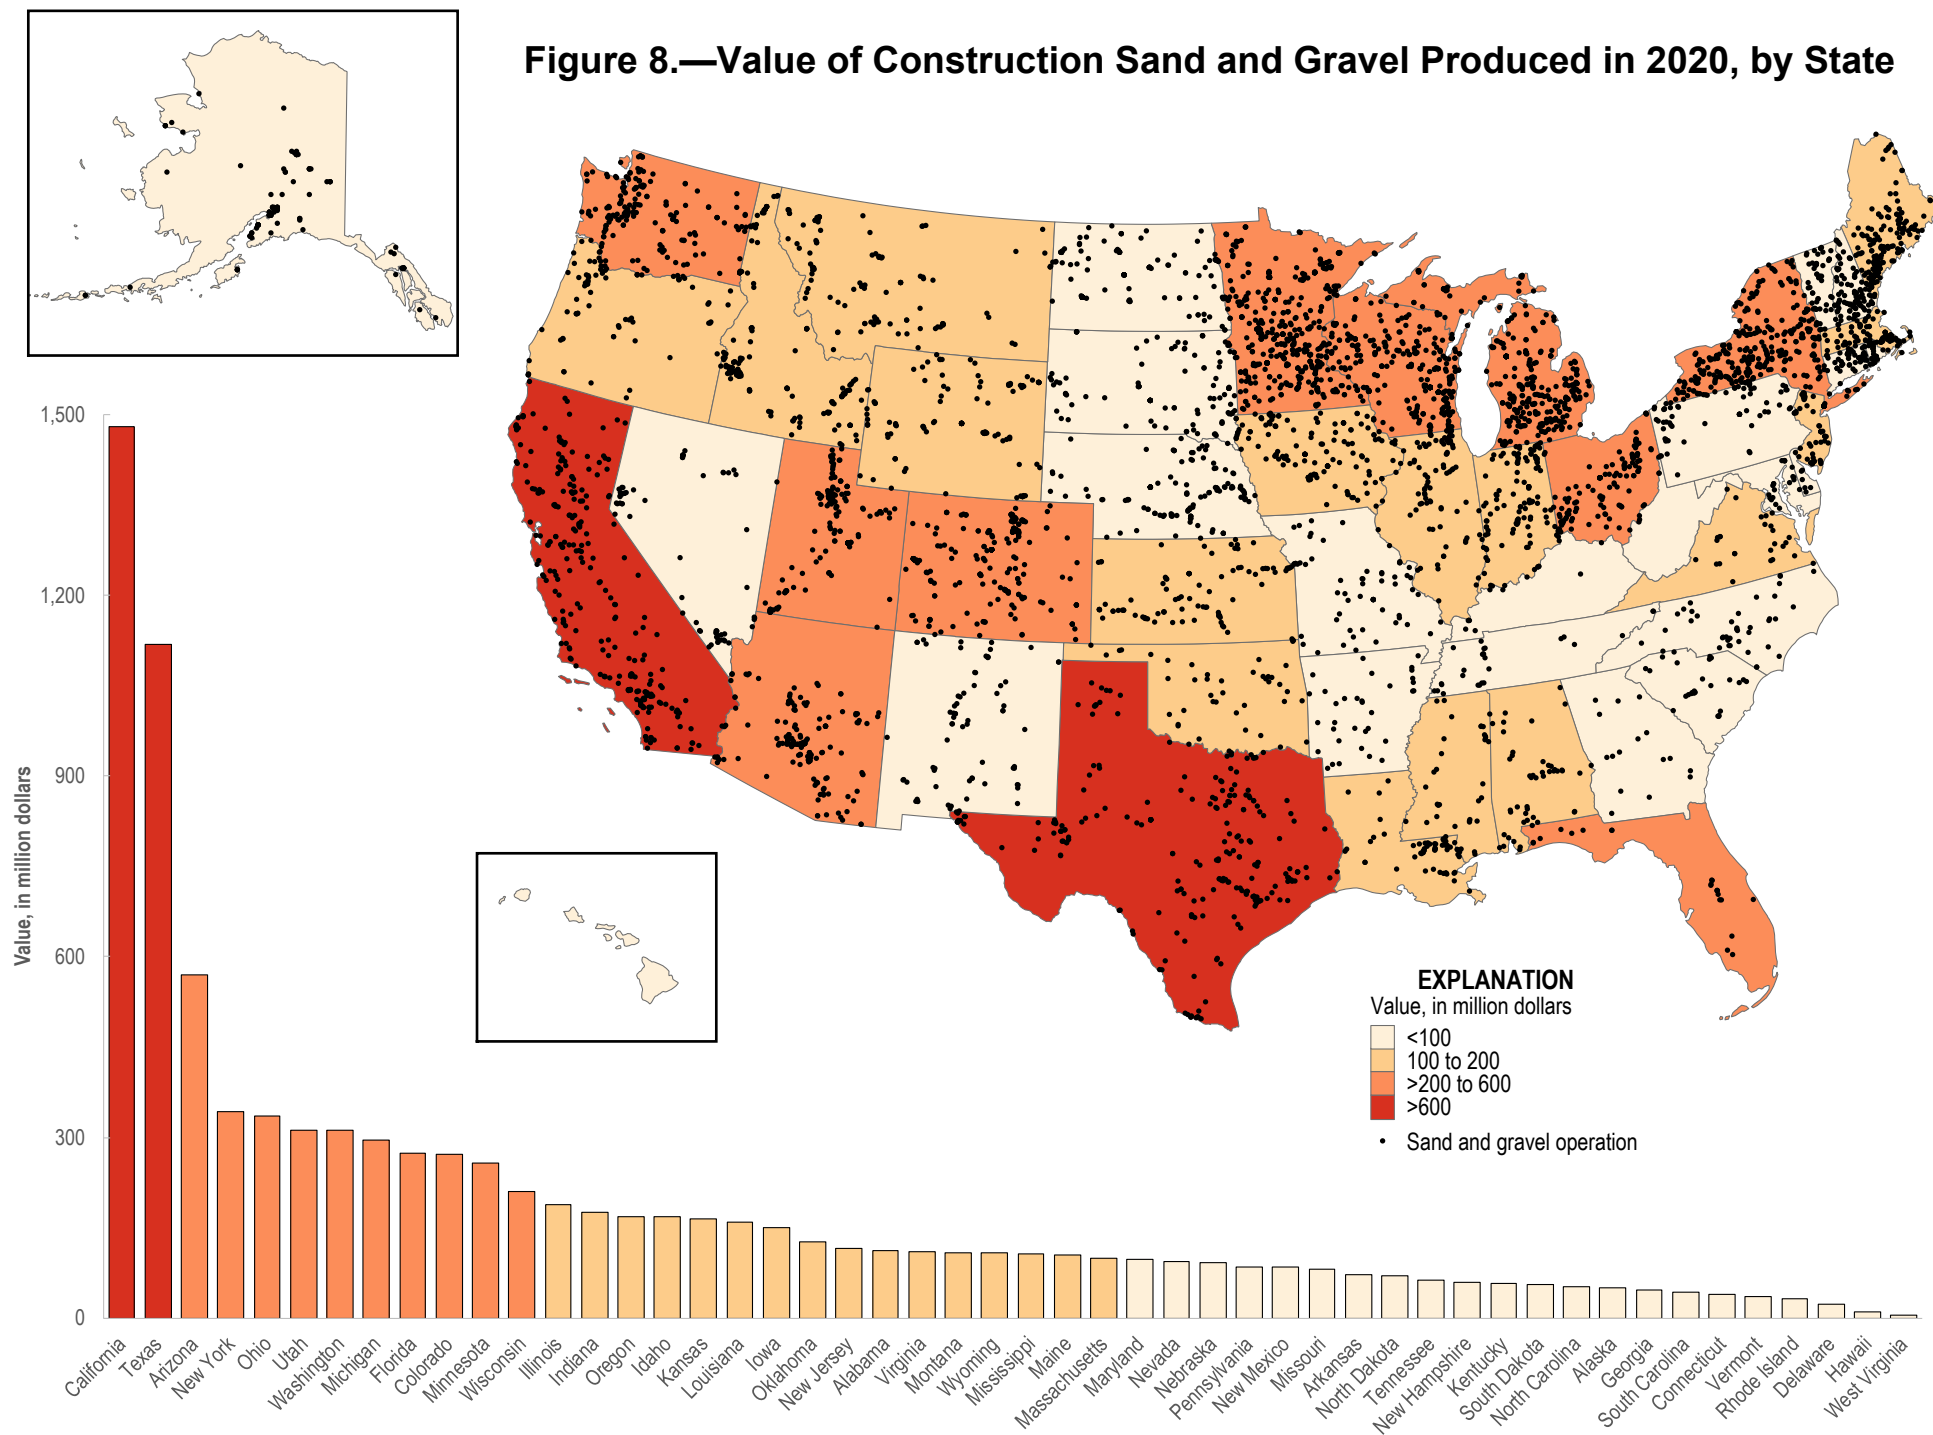 Figure 8.—Value of Construction Sand and Gravel Produced in 2020, by State
EXPLANATION
Value, in million dollars
<100
100 to 200
>200 to 600
>600
Sand and gravel operation
Value, in million dollars
1,500
1,200
900
600
300
0
California
Texas
Arizona
New York
Ohio
Utah
Washington
Michigan
Florida
Colorado
Minnesota
Wisconsin
Illinois
Indiana
Oregon
Idaho
Kansas
Louisiana
Iowa
Oklahoma
New Jersey
Alabama
Virginia
Montana
Wyoming
Mississippi
Maine
Massachusetts
Maryland
Nevada
Nebraska
Pennsylvania
New Mexico
Missouri
Arkansas
North Dakota
Tennessee
New Hampshire
Kentucky
South Dakota
North Carolina
Alaska
Georgia
South Carolina
Connecticut
Vermont
Rhode Island
Delaware
Hawaii
West Virginia